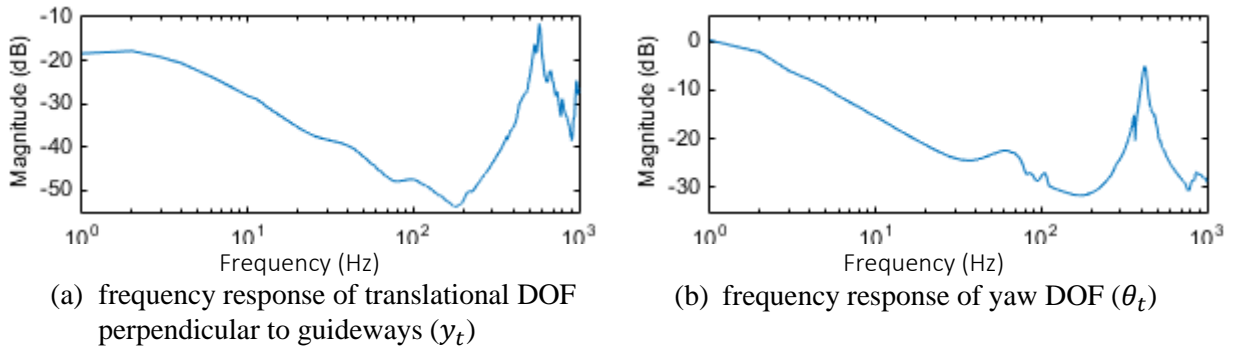 -10
-20
-30
-40
-50
Magnitude (dB)
10^0
10^1
10^2
10^3
Frequency (Hz)
(a) frequency response of translational DOF
perpendicular to guideways (y_t)
0
-10
-20
-30
Magnitude (dB)
10^0
10^1
10^2
10^3
Frequency (Hz)
(b) frequency response of yaw DOF (θ_t)